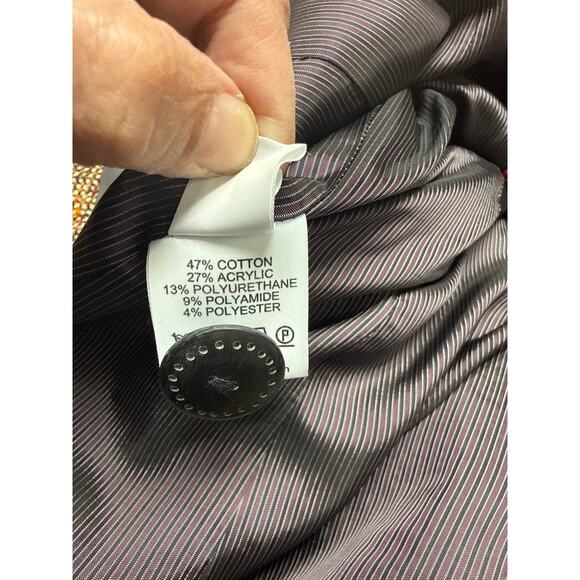 47% COTTON
27% ACRYLIC
13% POLYURETHANE
9% POLYAMIDE
4% POLYESTER
P